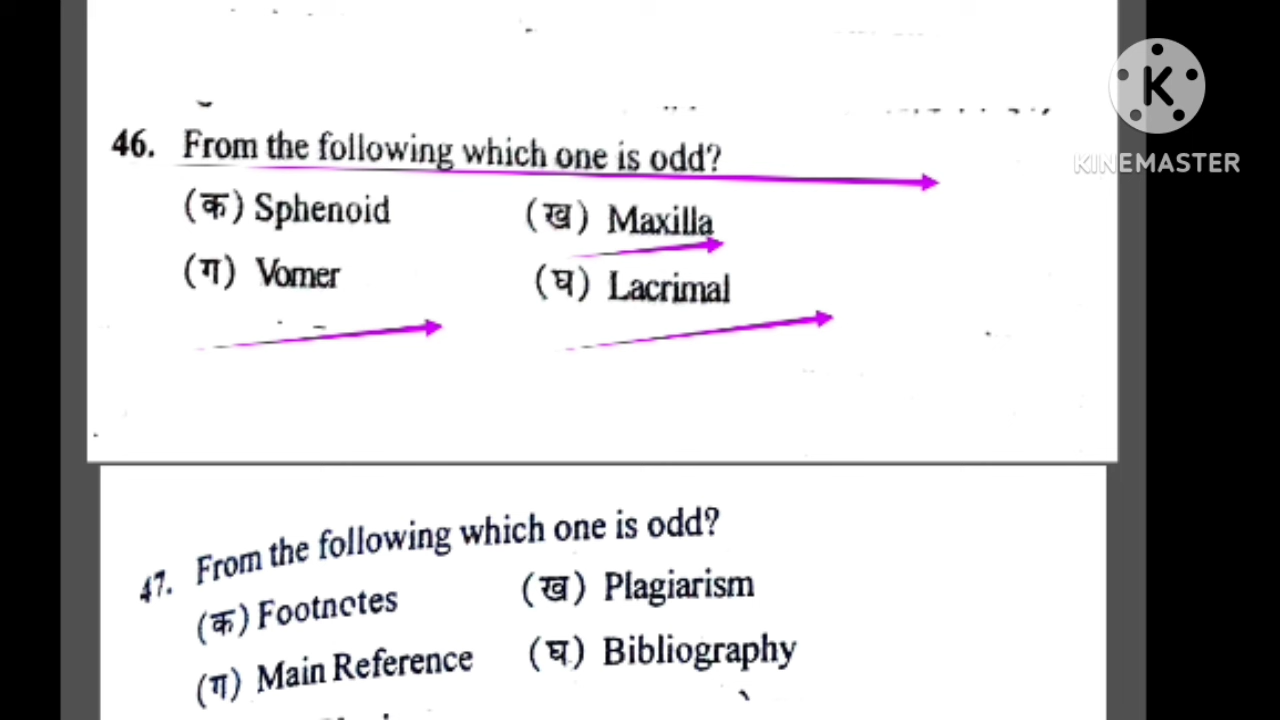 46. From the following which one is odd?
(क) Sphenoid (ख) Maxilla
(ग) Vomer (घ) Lacrimal
47. From the following which one is odd?
(क) Footnotes (ख) Plagiarism
(ग) Main Reference (घ) Bibliography
K
KINEMASTER